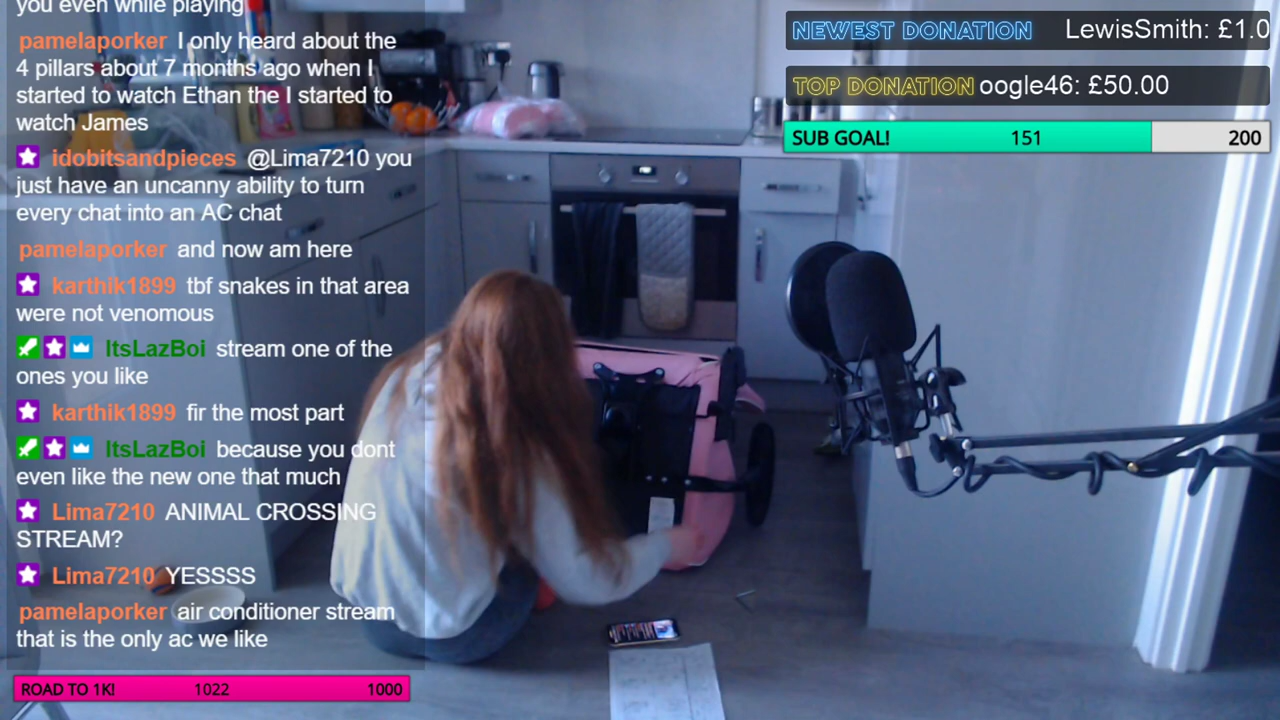 you even while playing
pamelaporker I only heard about the
4 pillars about 7 months ago when I
started to watch Ethan the I started to
watch James
idobitsandpieces @Lima7210 you
just have an uncanny ability to turn
every chat into an AC chat
pamelaporker and now am here
karthik1899 tbf snakes in that area
were not venomous
ItsLazBoi stream one of the
ones you like
karthik1899 fir the most part
ItsLazBoi because you dont
even like the new one that much
Lima7210 ANIMAL CROSSING
STREAM?
Lima7210 YESSSS
pamelaporker air conditioner stream
that is the only ac we like
ROAD TO 1K! 1022 1000
NEWEST DONATION LewisSmith: £1.0
TOP DONATION oogle46: £50.00
SUB GOAL! 151 200